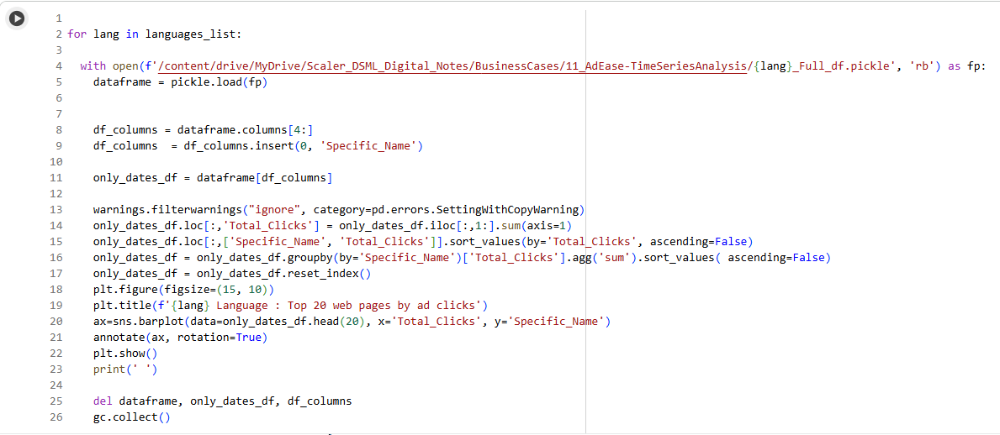 1
2 for lang in languages_list:
3
4   with open(f'/content/drive/MyDrive/Scaler_DSML_Digital_Notes/BusinessCases/11_AdEase-TimeSeriesAnalysis/{lang}_Full_df.pickle', 'rb') as fp:
5     dataframe = pickle.load(fp)
6
7
8     df_columns = dataframe.columns[4:]
9     df_columns  = df_columns.insert(0, 'Specific_Name')
10
11     only_dates_df = dataframe[df_columns]
12
13     warnings.filterwarnings("ignore", category=pd.errors.SettingWithCopyWarning)
14     only_dates_df.loc[:,'Total_Clicks'] = only_dates_df.iloc[:,1:].sum(axis=1)
15     only_dates_df.loc[:,['Specific_Name', 'Total_Clicks']].sort_values(by='Total_Clicks', ascending=False)
16     only_dates_df = only_dates_df.groupby(by='Specific_Name')['Total_Clicks'].agg('sum').sort_values( ascending=False)
17     only_dates_df = only_dates_df.reset_index()
18     plt.figure(figsize=(15, 10))
19     plt.title(f'{lang} Language : Top 20 web pages by ad clicks')
20     ax=sns.barplot(data=only_dates_df.head(20), x='Total_Clicks', y='Specific_Name')
21     annotate(ax, rotation=True)
22     plt.show()
23     print(' ')
24
25     del dataframe, only_dates_df, df_columns
26     gc.collect()